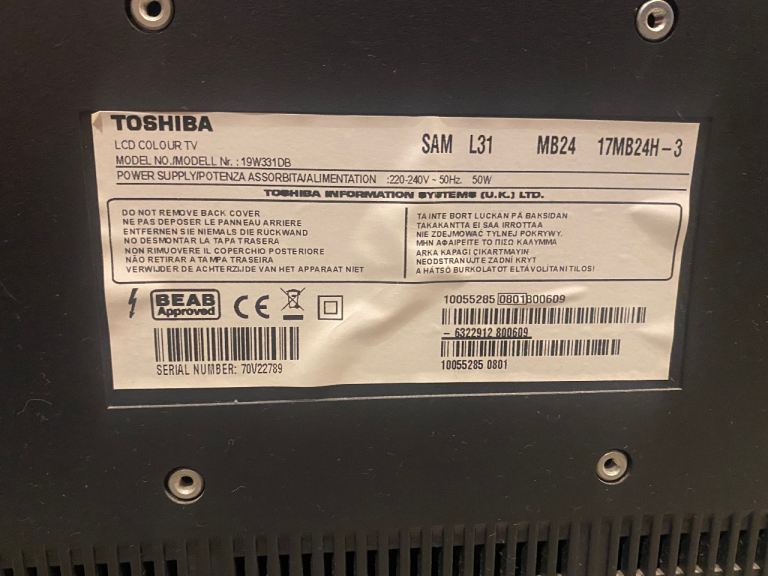 TOSHIBA
LCD COLOUR TV
MODEL NO./MODELL Nr. : 19W331DB
SAM L31 MB24 17MB24H-3
POWER SUPPLY/POTENZA ASSORBITA/ALIMENTATION :220-240V ~ 50Hz. 50W
TOSHIBA INFORMATION SYSTEMS (U.K.) LTD.
DO NOT REMOVE BACK COVER
NE PAS DEPOSER LE PANNEAU ARRIERE
ENTFERNEN SIE NIEMALS DIE RUCKWAND
NO DESMONTAR LA TAPA TRASERA
NON RIMUOVERE IL COPERCHIO POSTERIORE
NÃO RETIRAR A TAMPA TRASEIRA
VERWIJDER DE ACHTERZIJDE VAN HET APPARAAT NIET
TA INTE BORT LUCKAN PÅ BAKSIDAN
TAKAKANTTA EI SAA IRROTTAA
NIE ZDEJMOWAĆ TYLNEJ POKRYWY.
ΜΗΝ ΑΦΑΙΡΕΙΤΕ ΤΟ ΠΙΣΩ ΚΑΛΥΜΜΑ
ARKA KAPAGI ÇIKARTMAYIN
NEODSTRANUJTE ZADNÍ KRYT
A HÁTSÓ BURKOLATOT ELTÁVOLÍTANI TILOS!
BEAB
Approved
CE
10055285 0801800609
- 6322912 800609
10055285 0801
SERIAL NUMBER: 70V22789